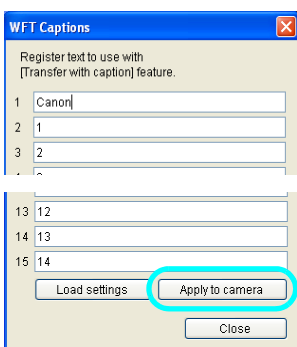 WFT Captions
Register text to use with
[Transfer with caption] feature.
1 Canon
2 1
3 2
13 12
14 13
15 14
Load settings Apply to camera
Close